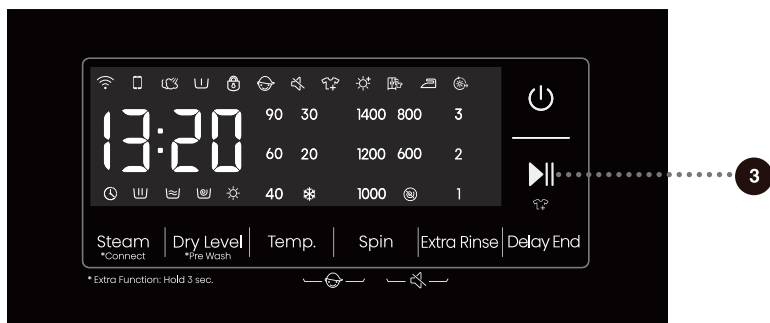 13:20
90 30 1400 800 3
60 20 1200 600 2
40 1000 1
3
Steam Dry Level Temp. Spin Extra Rinse Delay End
*Connect *Pre Wash
* Extra Function: Hold 3 sec.